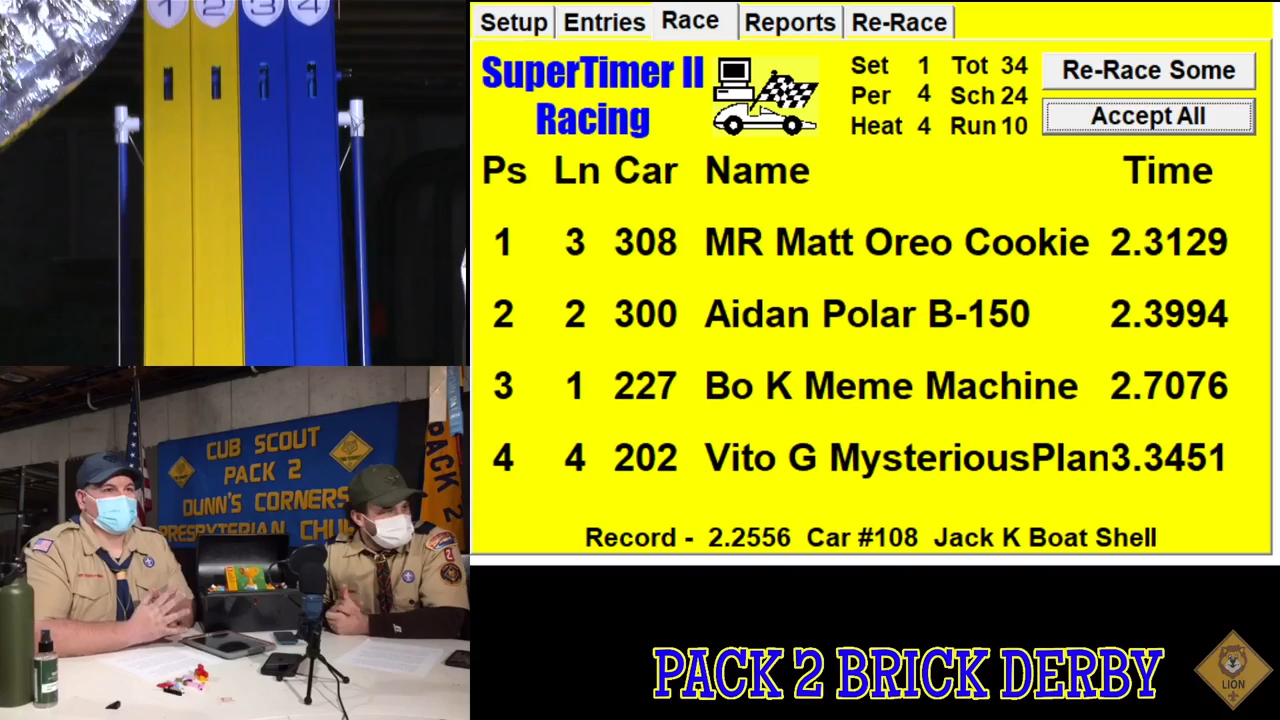 1 2 3 4
CUB SCOUT
PACK 2
DUNN'S CORNERS
PRESBYTERIAN CHU
PACK 2
2
Setup Entries Race Reports Re-Race
SuperTimer II
Racing
Set 1 Tot 34
Per 4 Sch 24
Heat 4 Run 10
Re-Race Some
Accept All
Ps Ln Car Name Time
1 3 308 MR Matt Oreo Cookie 2.3129
2 2 300 Aidan Polar B-150 2.3994
3 1 227 Bo K Meme Machine 2.7076
4 4 202 Vito G MysteriousPlan 3.3451
Record - 2.2556 Car #108 Jack K Boat Shell
PACK 2 BRICK DERBY
LION